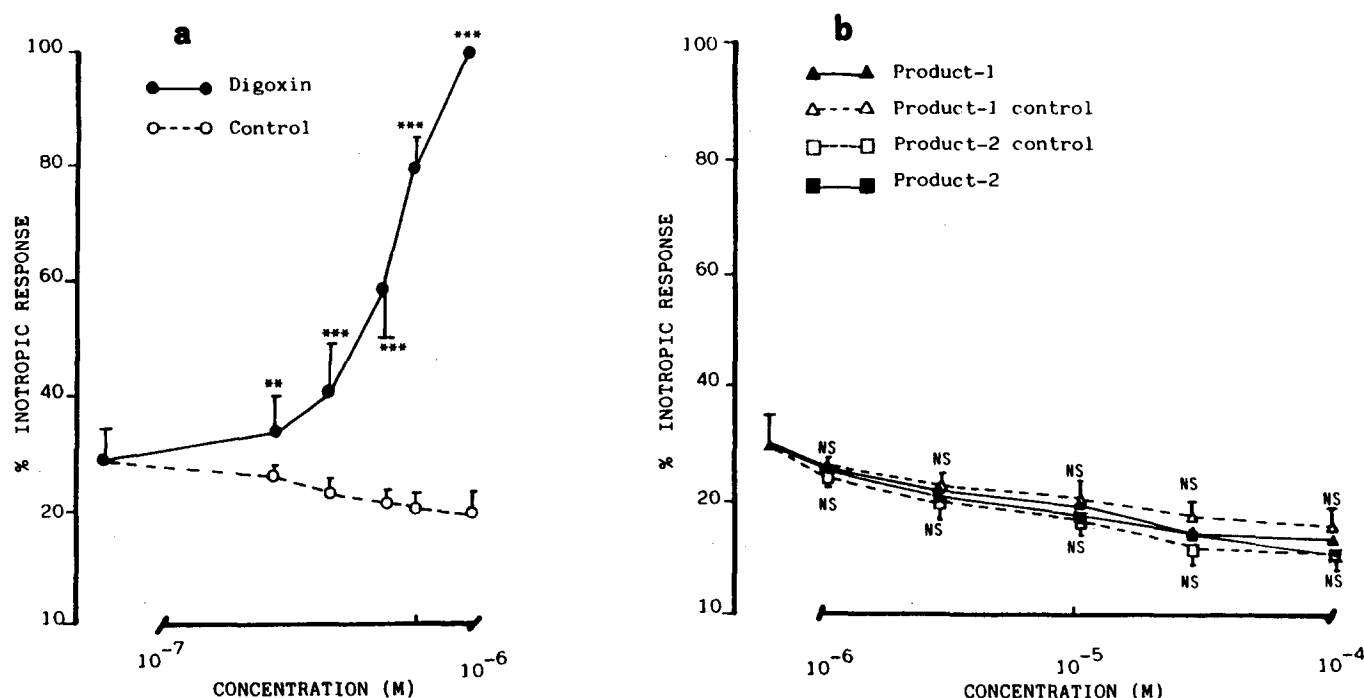 a
100
80
60
40
20
10
% INOTROPIC RESPONSE
Digoxin
Control
**
***
***
***
***
10-7
10-6
CONCENTRATION (M)
b
100
80
60
40
20
10
% INOTROPIC RESPONSE
Product-1
Product-1 control
Product-2 control
Product-2
NS
NS
NS
NS
NS
NS
NS
NS
NS
NS
10-6
10-5
10-4
CONCENTRATION (M)